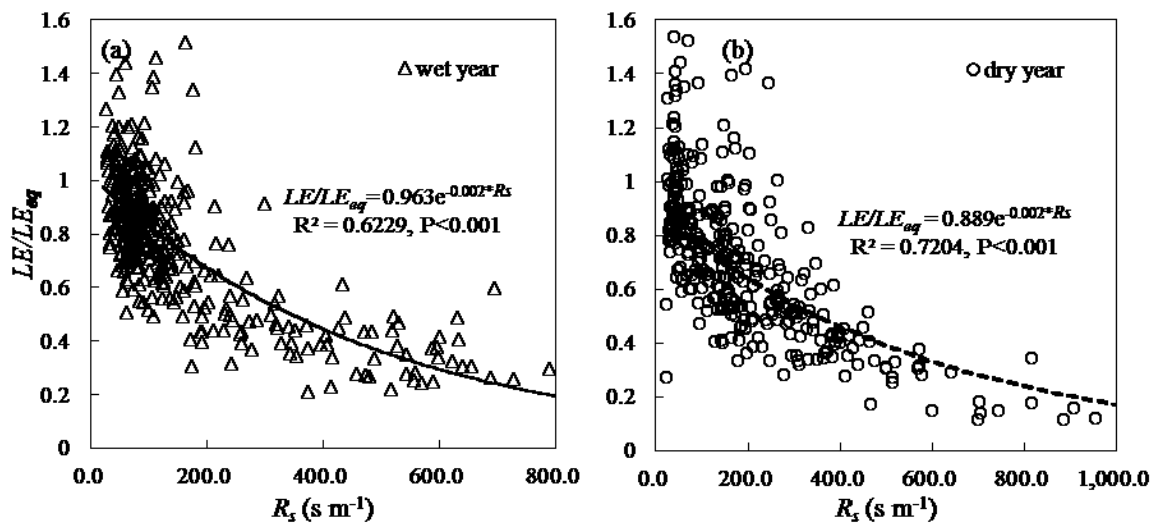 1.6
(a)
△ wet year
1.4
1.2
1
0.8
0.6
0.4
0.2
0
LE/LEeq
LE/LEeq=0.963e-0.002*Rs
R² = 0.6229, P<0.001
0.0 200.0 400.0 600.0 800.0
Rs (s m-1)
1.6
(b)
○ dry year
1.4
1.2
1
0.8
0.6
0.4
0.2
0
LE/LEeq=0.889e-0.002*Rs
R² = 0.7204, P<0.001
0.0 200.0 400.0 600.0 800.0 1,000.0
Rs (s m-1)